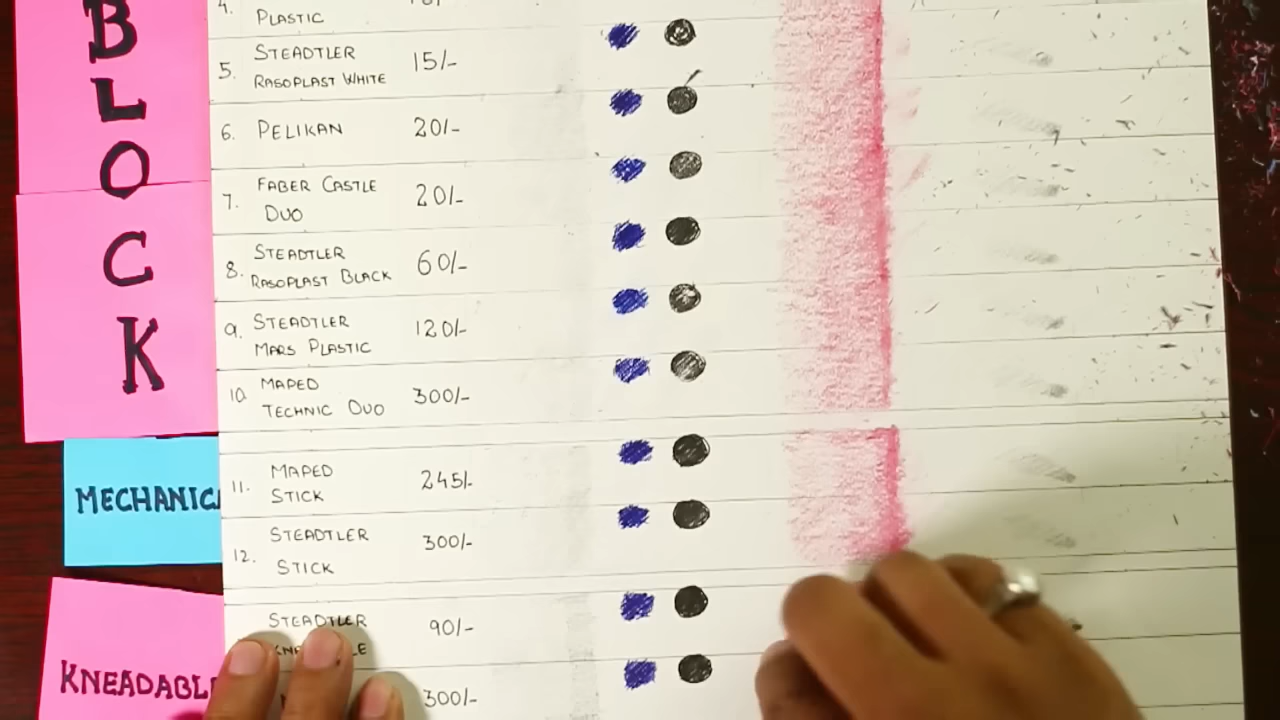 BLOCK
4.
PLASTIC
5. STEADTLER
RASOPLAST WHITE 15/-
6. PELIKAN 20/-
7. FABER CASTLE
DUO 20/-
8. STEADTLER
RASOPLAST BLACK 60/-
9. STEADTLER
MARS PLASTIC 120/-
10. MAPED
TECHNIC DUO 300/-
MECHANICA
11. MAPED
STICK 245/-
12. STEADTLER
STICK 300/-
KNEADABL
STEADTLER 90/-
300/-